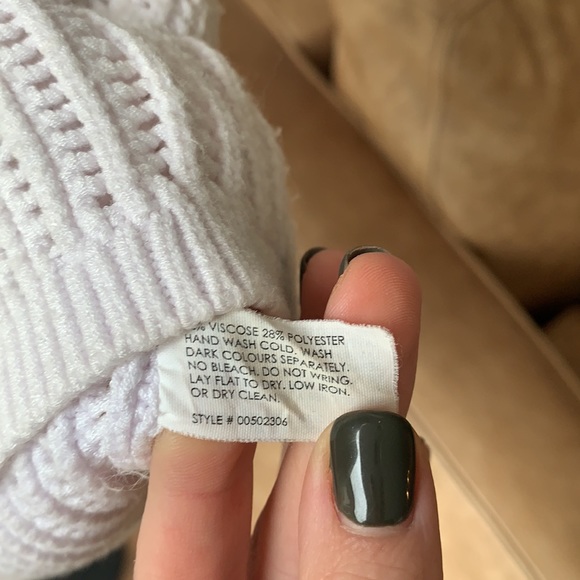 % VISCOSE 28% POLYESTER
HAND WASH COLD. WASH
DARK COLOURS SEPARATELY.
NO BLEACH. DO NOT WRING.
LAY FLAT TO DRY. LOW IRON.
OR DRY CLEAN.
STYLE # 00502306